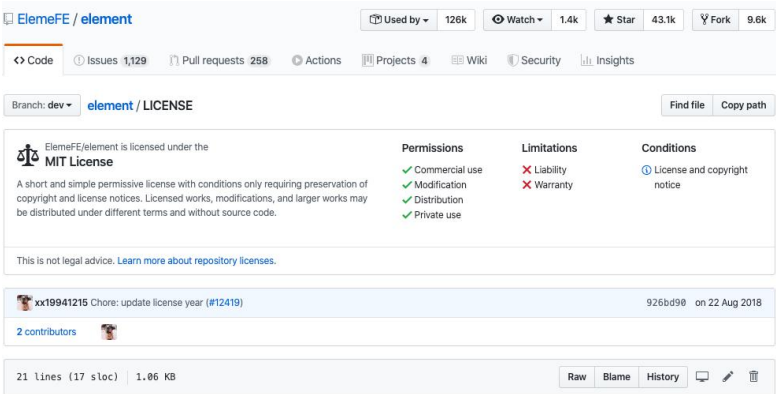 ElemeFE / element
Used by 126k Watch 1.4k Star 43.1k Fork 9.6k
Code Issues 1,129 Pull requests 258 Actions Projects 4 Wiki Security Insights
Branch: dev element / LICENSE Find file Copy path
ElemeFE/element is licensed under the
MIT License
A short and simple permissive license with conditions only requiring preservation of
copyright and license notices. Licensed works, modifications, and larger works may
be distributed under different terms and without source code.
Permissions
Commercial use
Modification
Distribution
Private use
Limitations
Liability
Warranty
Conditions
License and copyright
notice
This is not legal advice. Learn more about repository licenses.
xx19941215 Chore: update license year (#12419) 926bd90 on 22 Aug 2018
2 contributors
21 lines (17 sloc) 1.06 KB Raw Blame History